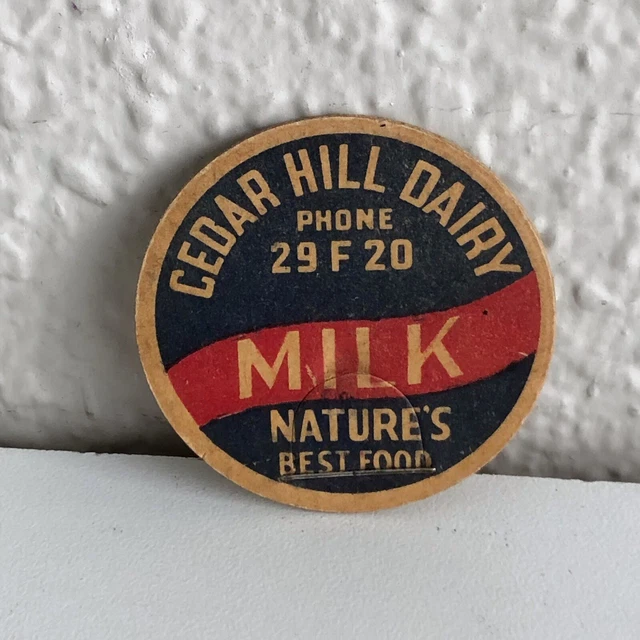 CEDAR HILL DAIRY
PHONE
29 F 20
MILK
NATURE'S
BEST FOOD